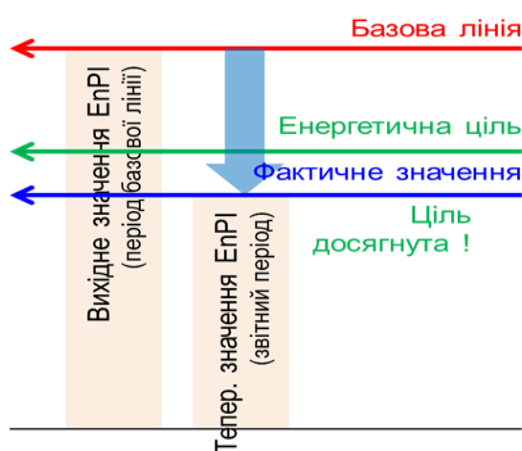 Базова лінія
Енергетична ціль
Фактичне значення
Ціль
досягнута !
Вихідне значення EnPI
(період базової лінії)
Тепер. значення EnPI
(звітний період)